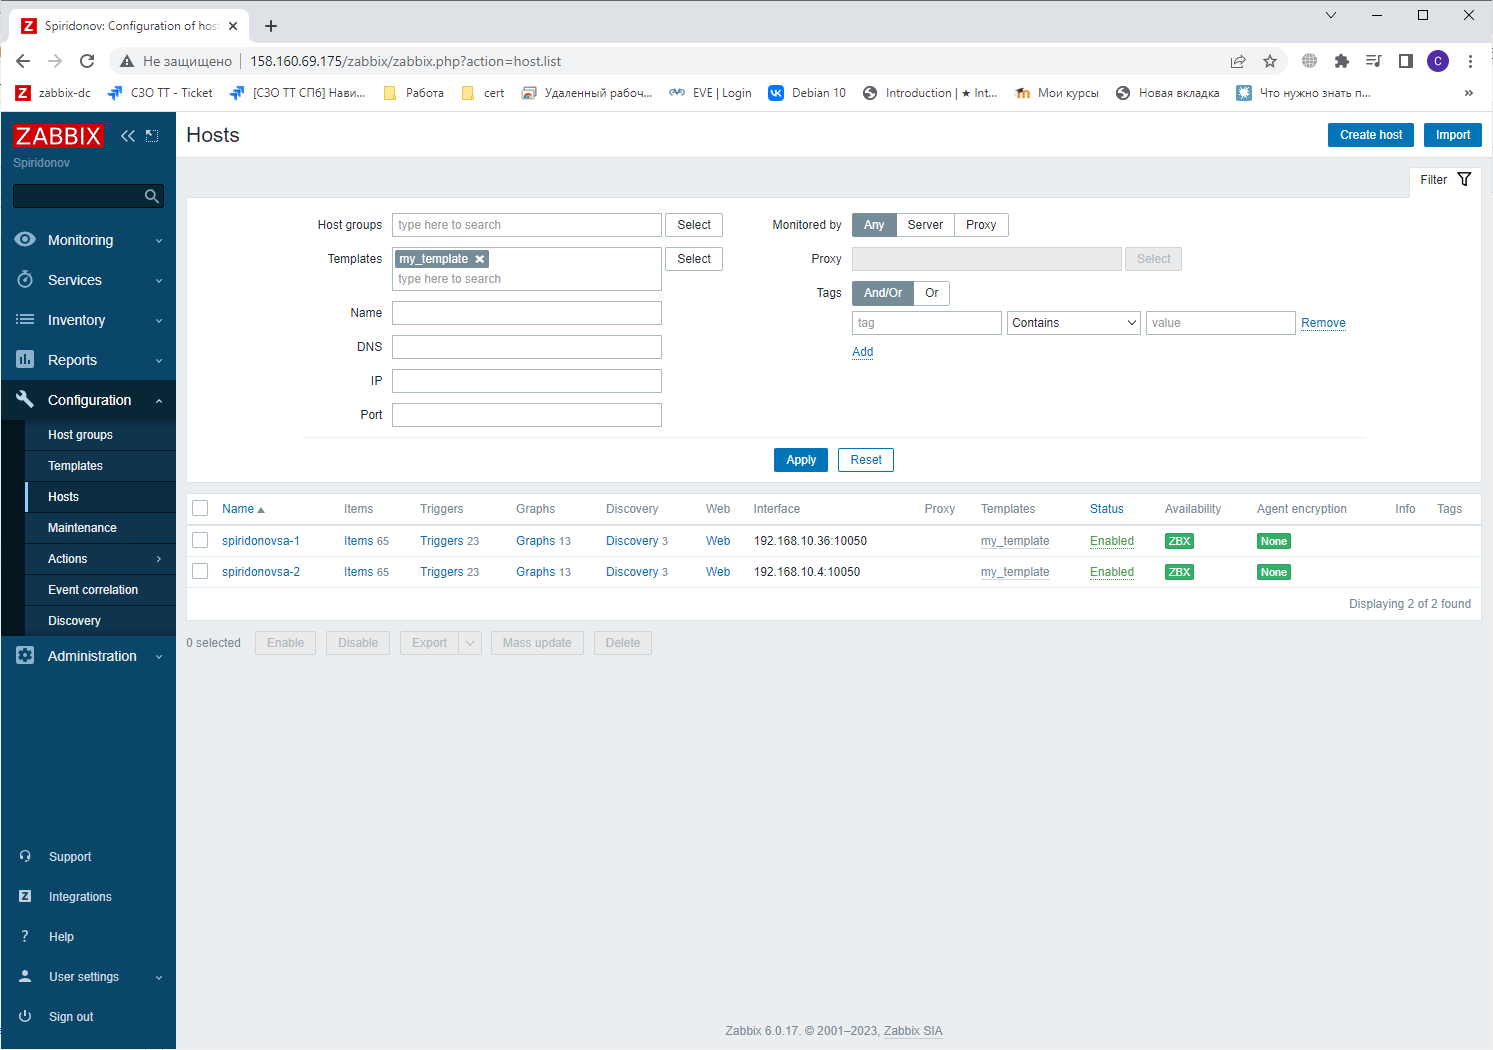 Spiridonov: Configuration of hos
Не защищено
158.160.69.175/zabbix/zabbix.php?action=host.list
C
zabbix-dc
СЗО ТТ - Ticket
[СЗО ТТ СПб] Нави...
Работа
cert
Удаленный рабоч...
EVE | Login
Debian 10
Introduction | ★ Int...
Мои курсы
Новая вкладка
Что нужно знать п...
»
ZABBIX
Spiridonov
Monitoring
Services
Inventory
Reports
Configuration
Host groups
Templates
Hosts
Maintenance
Actions
Event correlation
Discovery
Administration
Support
Integrations
Help
User settings
Sign out
Hosts
Create host
Import
Filter
Host groups
type here to search
Select
Templates
my_template
type here to search
Select
Name
DNS
IP
Port
Monitored by
Any
Server
Proxy
Proxy
Select
Tags
And/Or
Or
tag
Contains
value
Remove
Add
Apply
Reset
Name Items Triggers Graphs Discovery Web Interface Proxy Templates Status Availability Agent encryption Info Tags
spiridonovsa-1 Items 65 Triggers 23 Graphs 13 Discovery 3 Web 192.168.10.36:10050 my_template Enabled ZBX None
spiridonovsa-2 Items 65 Triggers 23 Graphs 13 Discovery 3 Web 192.168.10.4:10050 my_template Enabled ZBX None
Displaying 2 of 2 found
0 selected
Enable
Disable
Export
Mass update
Delete
Zabbix 6.0.17. © 2001–2023, Zabbix SIA